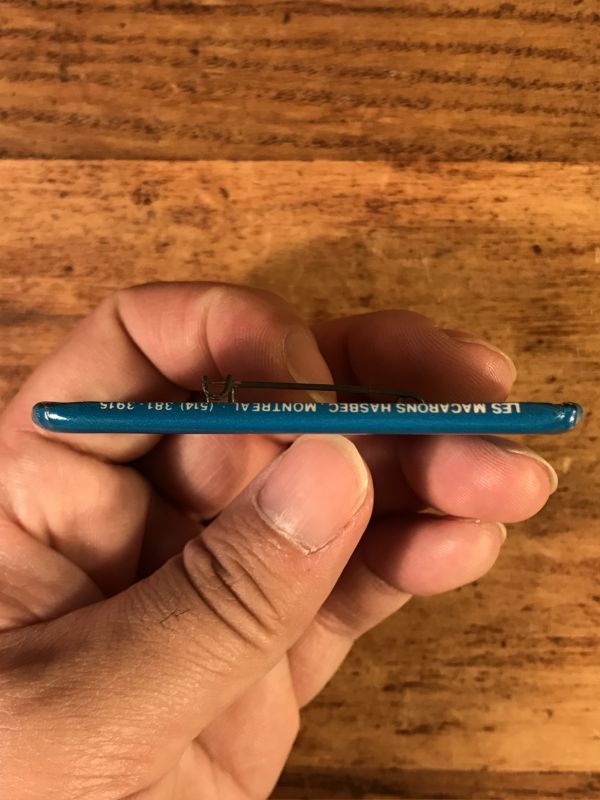 LES MACARONS HASBEC, MONTREAL · (514) 381-3915